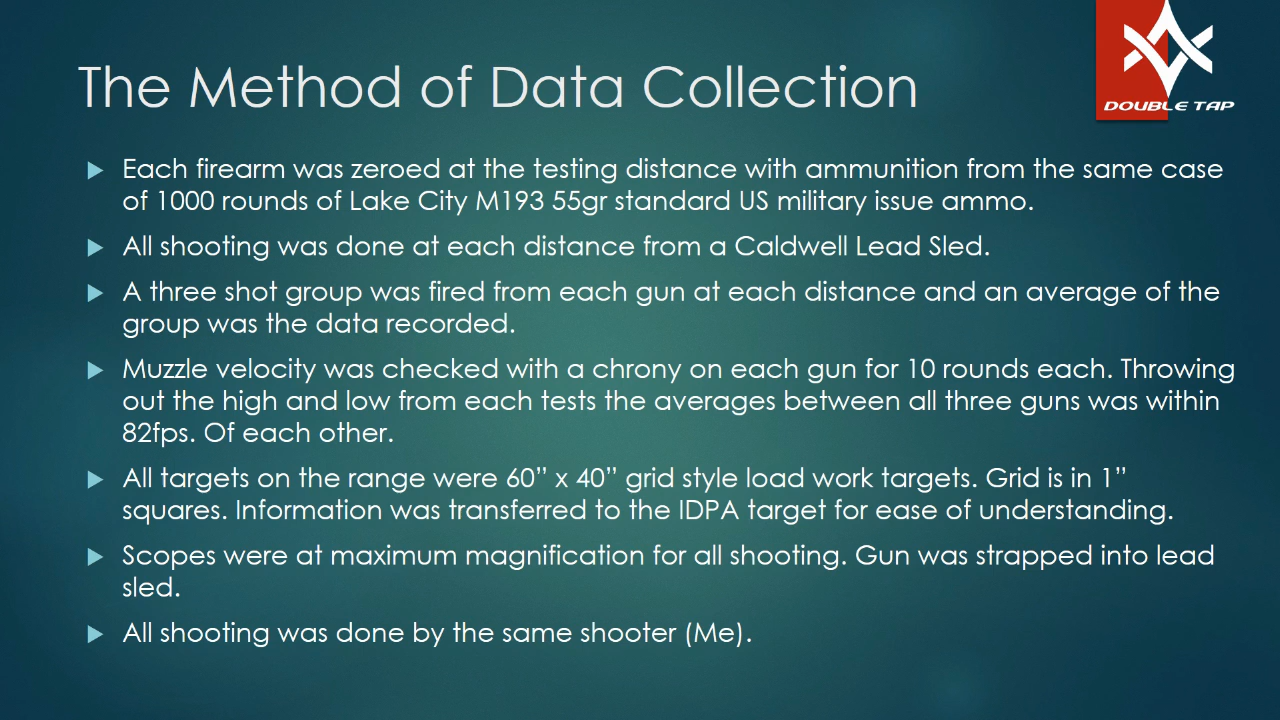 The Method of Data Collection
DOUBLE TAP
Each firearm was zeroed at the testing distance with ammunition from the same case
of 1000 rounds of Lake City M193 55gr standard US military issue ammo.
All shooting was done at each distance from a Caldwell Lead Sled.
A three shot group was fired from each gun at each distance and an average of the
group was the data recorded.
Muzzle velocity was checked with a chrony on each gun for 10 rounds each. Throwing
out the high and low from each tests the averages between all three guns was within
82fps. Of each other.
All targets on the range were 60” x 40” grid style load work targets. Grid is in 1”
squares. Information was transferred to the IDPA target for ease of understanding.
Scopes were at maximum magnification for all shooting. Gun was strapped into lead
sled.
All shooting was done by the same shooter (Me).